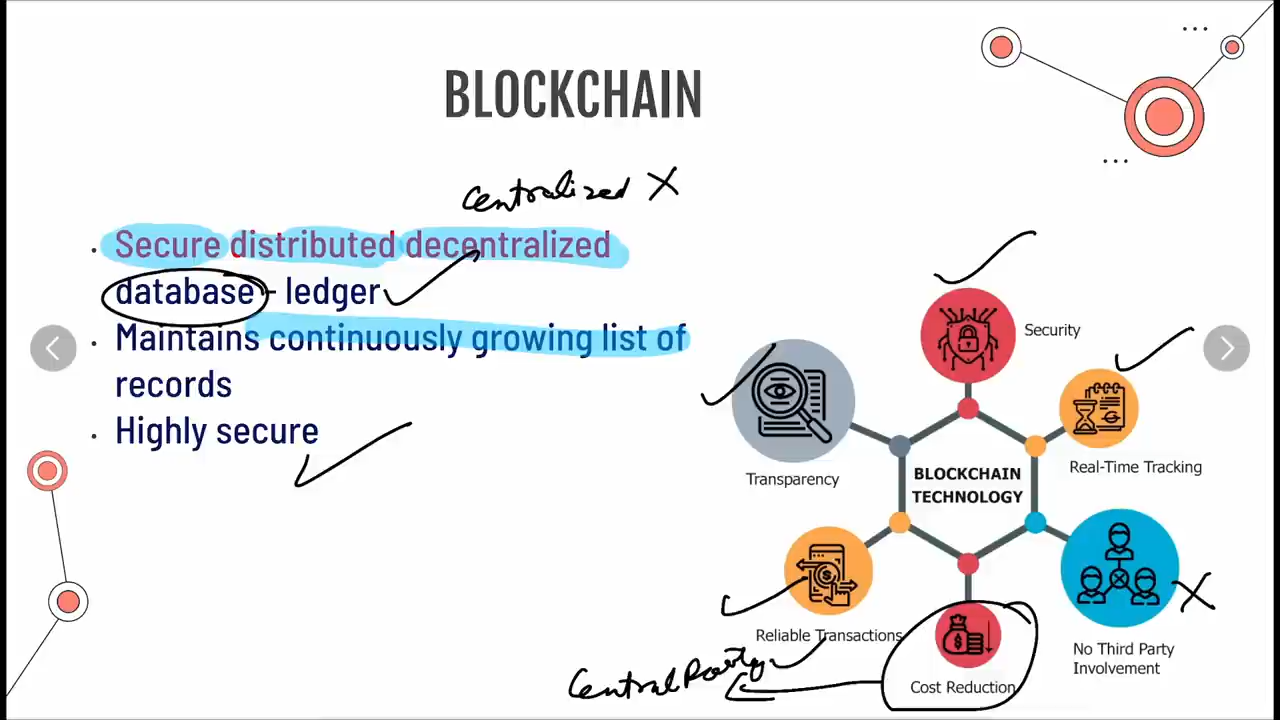 BLOCKCHAIN
Centralized X
• Secure distributed decentralized
database - ledger
• Maintains continuously growing list of
records
• Highly secure
Security
Real-Time Tracking
Transparency
BLOCKCHAIN
TECHNOLOGY
Reliable Transactions
No Third Party
Involvement
Central Party
Cost Reduction